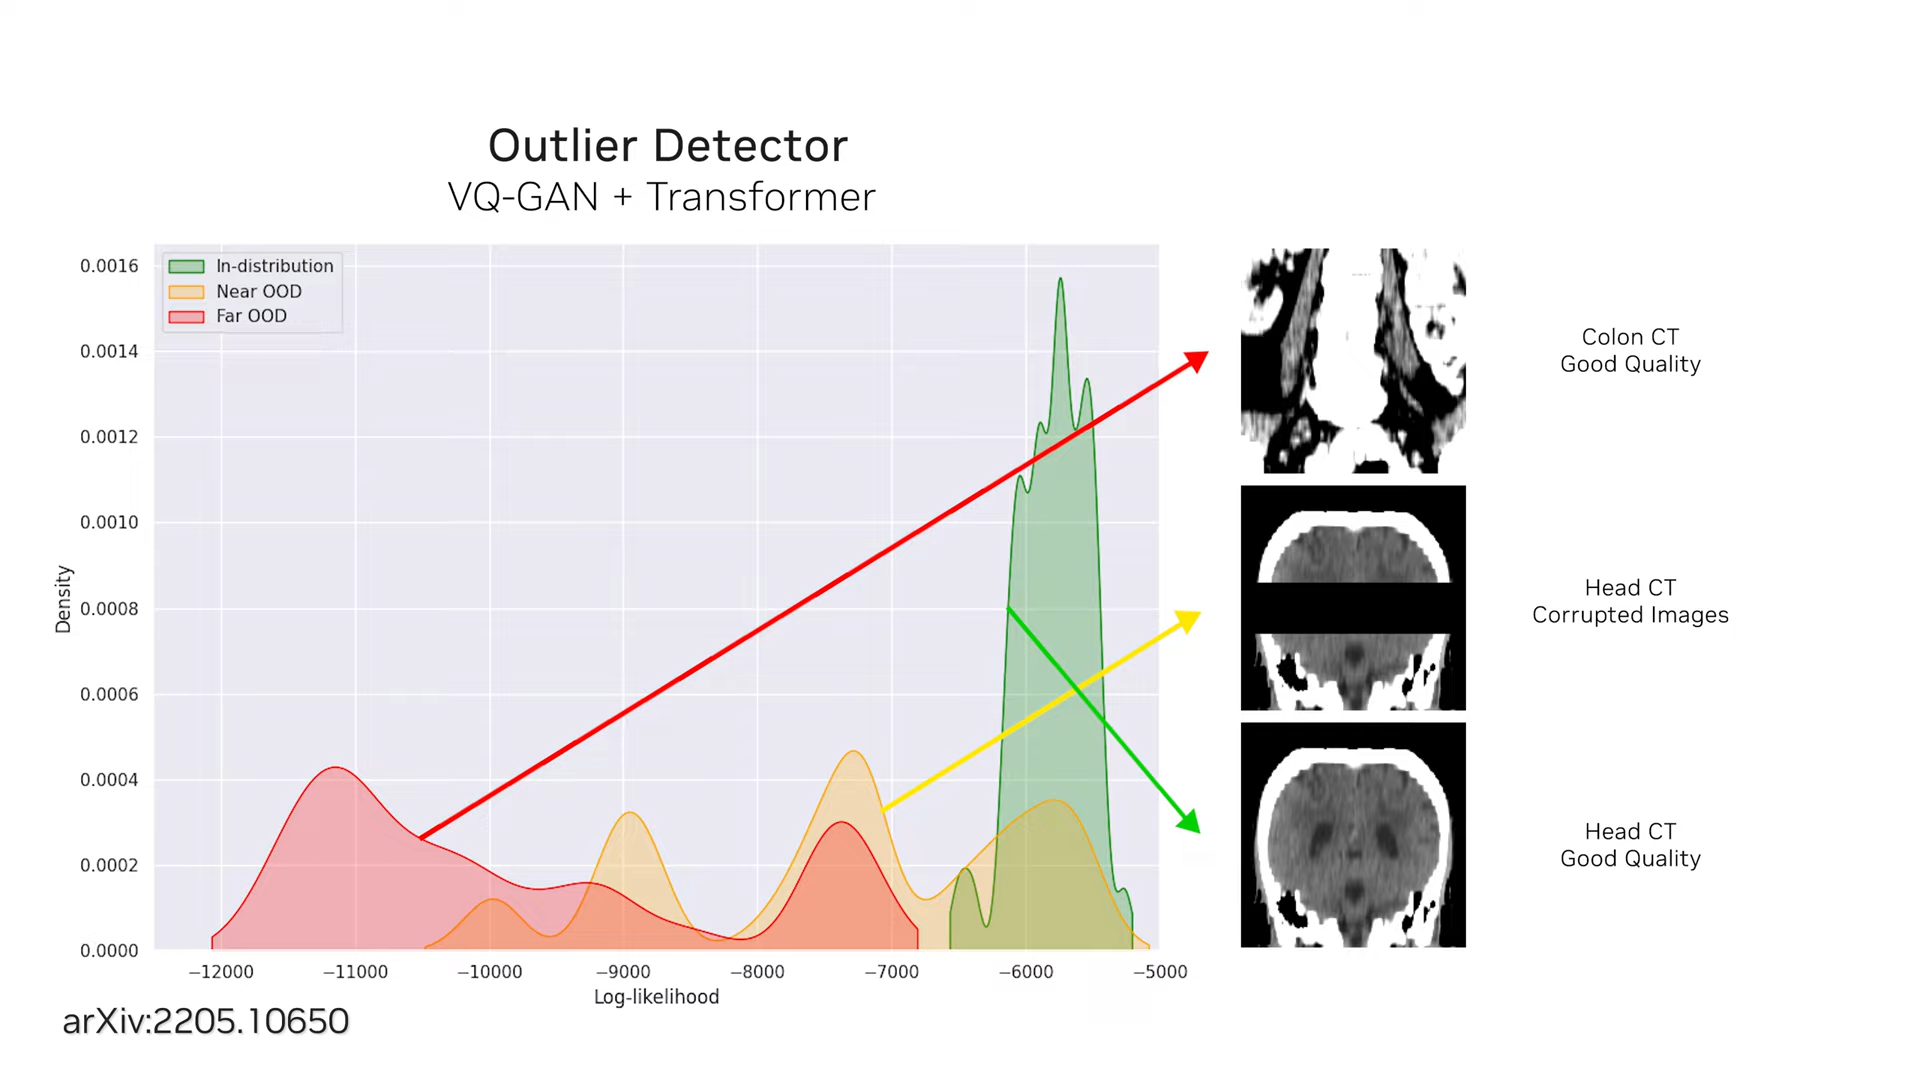 Outlier Detector
VQ-GAN + Transformer
In-distribution
Near OOD
Far OOD
0.0016
0.0014
0.0012
0.0010
0.0008
0.0006
0.0004
0.0002
0.0000
Density
−12000 −11000 −10000 −9000 −8000 −7000 −6000 −5000
Log-likelihood
Colon CT
Good Quality
Head CT
Corrupted Images
Head CT
Good Quality
arXiv:2205.10650